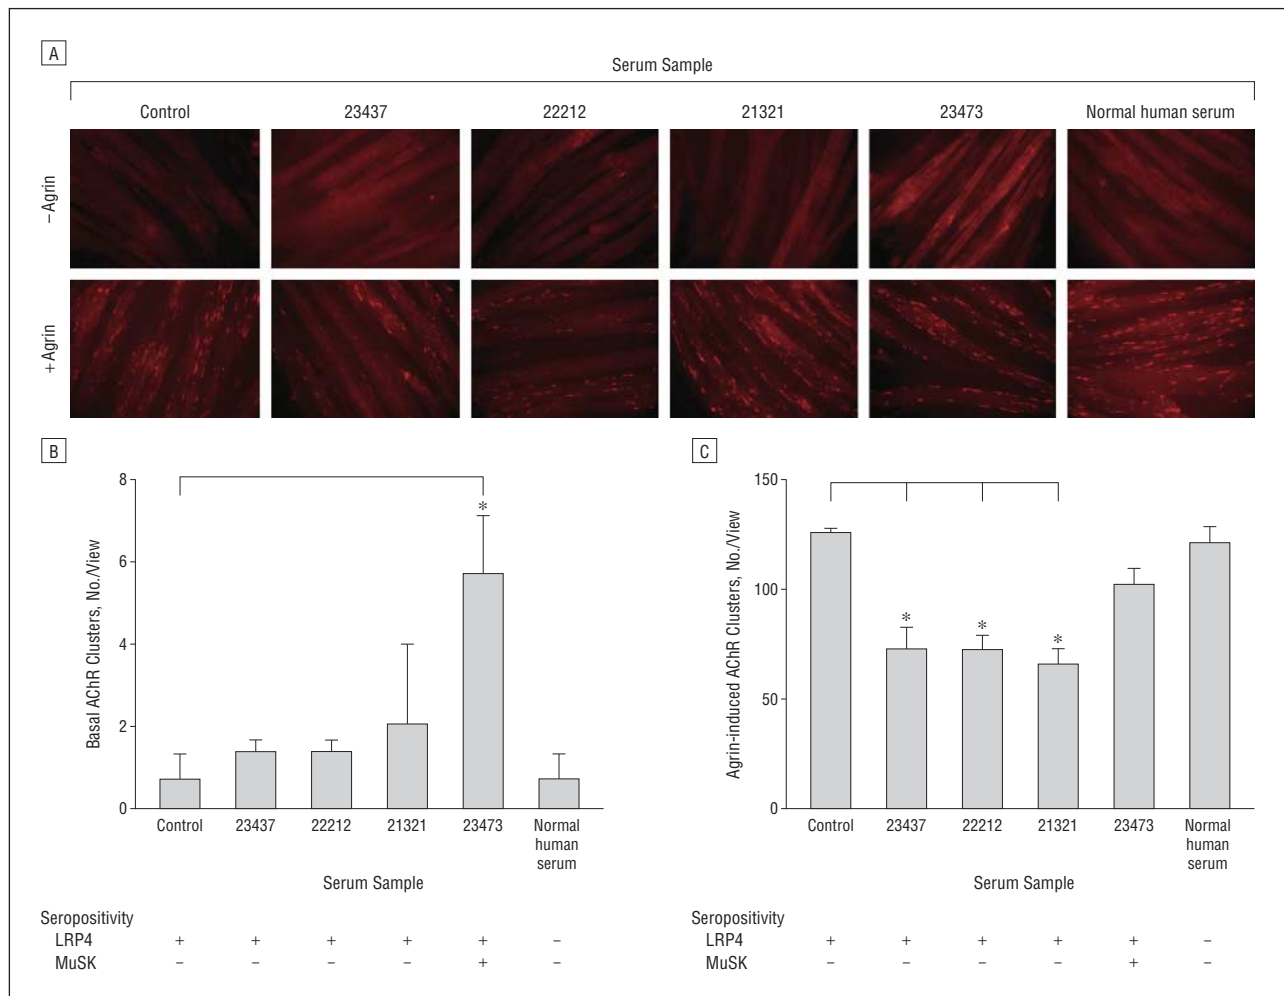 A
Serum Sample
Control 23437 22212 21321 23473 Normal human serum
–Agrin
+Agrin
B
8
6
4
2
0
Basal AChR Clusters, No./View
*
Control 23437 22212 21321 23473 Normal
human
serum
Serum Sample
Seropositivity
LRP4 + + + + + –
MuSK – – – – + –
C
150
100
50
0
Agrin-induced AChR Clusters, No./View
* * *
Control 23437 22212 21321 23473 Normal
human
serum
Serum Sample
Seropositivity
LRP4 + + + + + –
MuSK – – – – + –